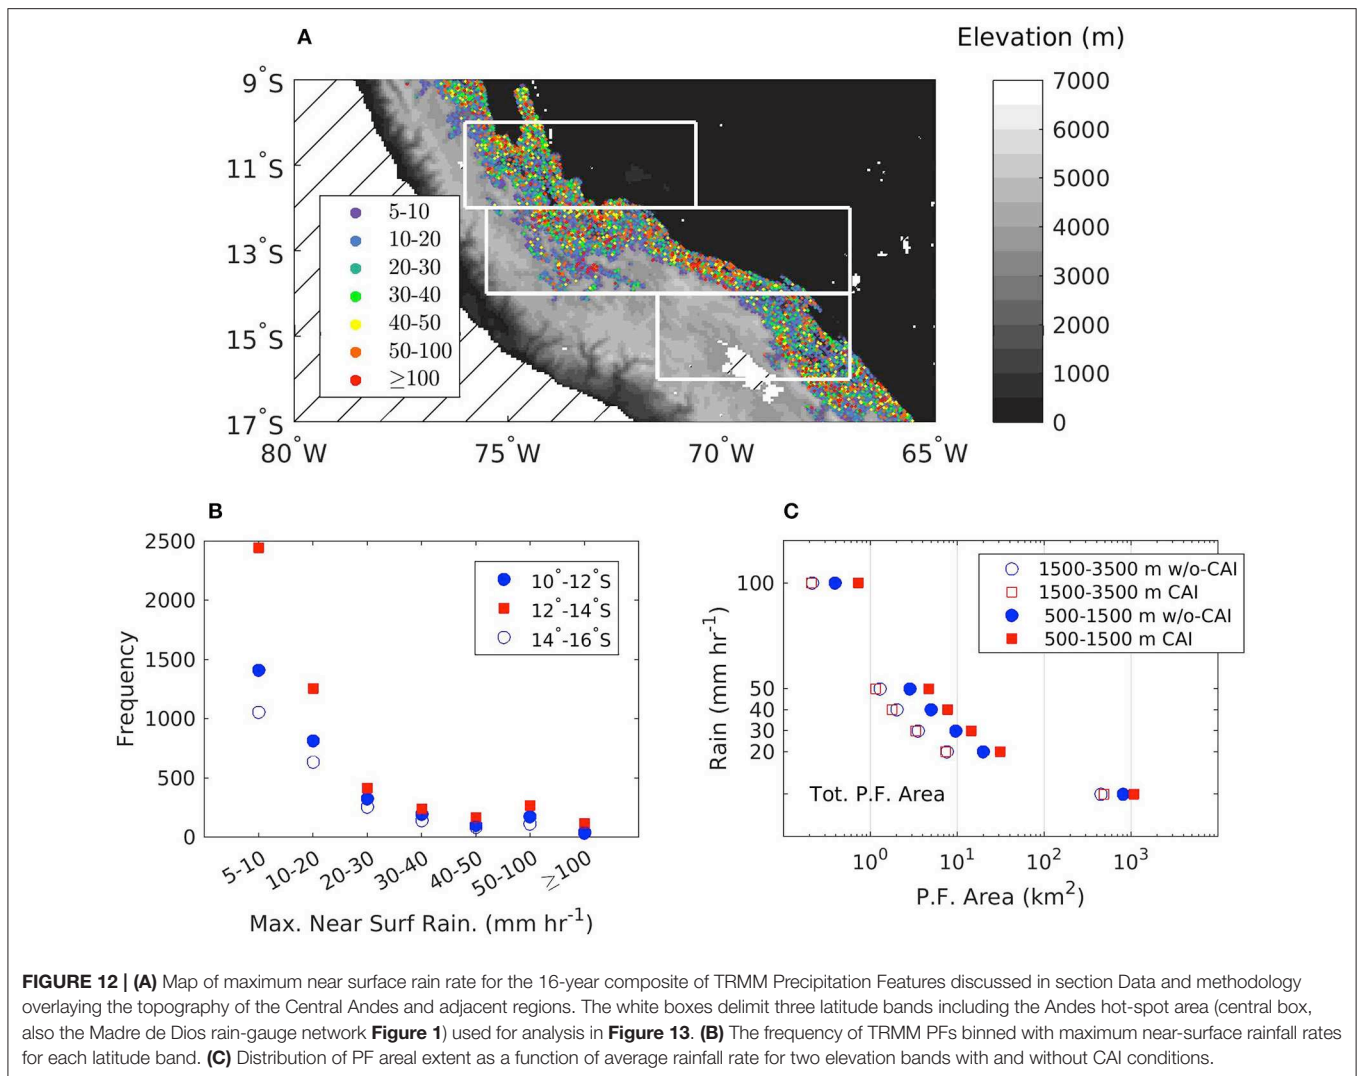 A
Elevation (m)
9°S
11°S
13°S
15°S
17°S
80°W
75°W
70°W
65°W
5-10
10-20
20-30
30-40
40-50
50-100
≥100
7000
6000
5000
4000
3000
2000
1000
0
B
2500
2000
1500
1000
500
0
Frequency
10°-12°S
12°-14°S
14°-16°S
5-10
10-20
20-30
30-40
40-50
50-100
≥100
Max. Near Surf Rain. (mm hr⁻¹)
C
100
50
40
30
20
Rain (mm hr⁻¹)
1500-3500 m w/o-CAI
1500-3500 m CAI
500-1500 m w/o-CAI
500-1500 m CAI
Tot. P.F. Area
10⁰
10¹
10²
10³
P.F. Area (km²)
FIGURE 12 | (A) Map of maximum near surface rain rate for the 16-year composite of TRMM Precipitation Features discussed in section Data and methodology
overlaying the topography of the Central Andes and adjacent regions. The white boxes delimit three latitude bands including the Andes hot-spot area (central box,
also the Madre de Dios rain-gauge network Figure 1) used for analysis in Figure 13. (B) The frequency of TRMM PFs binned with maximum near-surface rainfall rates
for each latitude band. (C) Distribution of PF areal extent as a function of average rainfall rate for two elevation bands with and without CAI conditions.